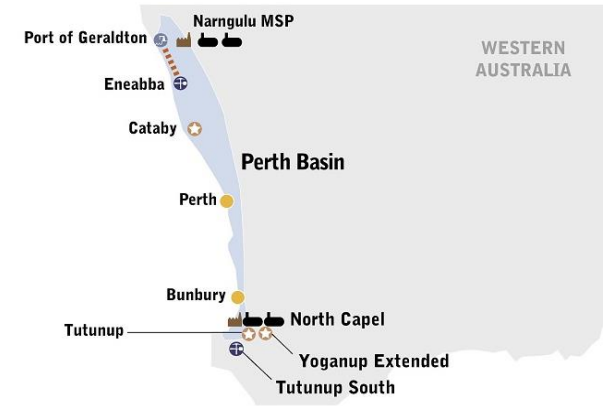 Narngulu MSP
Port of Geraldton
WESTERN
AUSTRALIA
Eneabba
Cataby
Perth Basin
Perth
Bunbury
North Capel
Tutunup
Yoganup Extended
Tutunup South